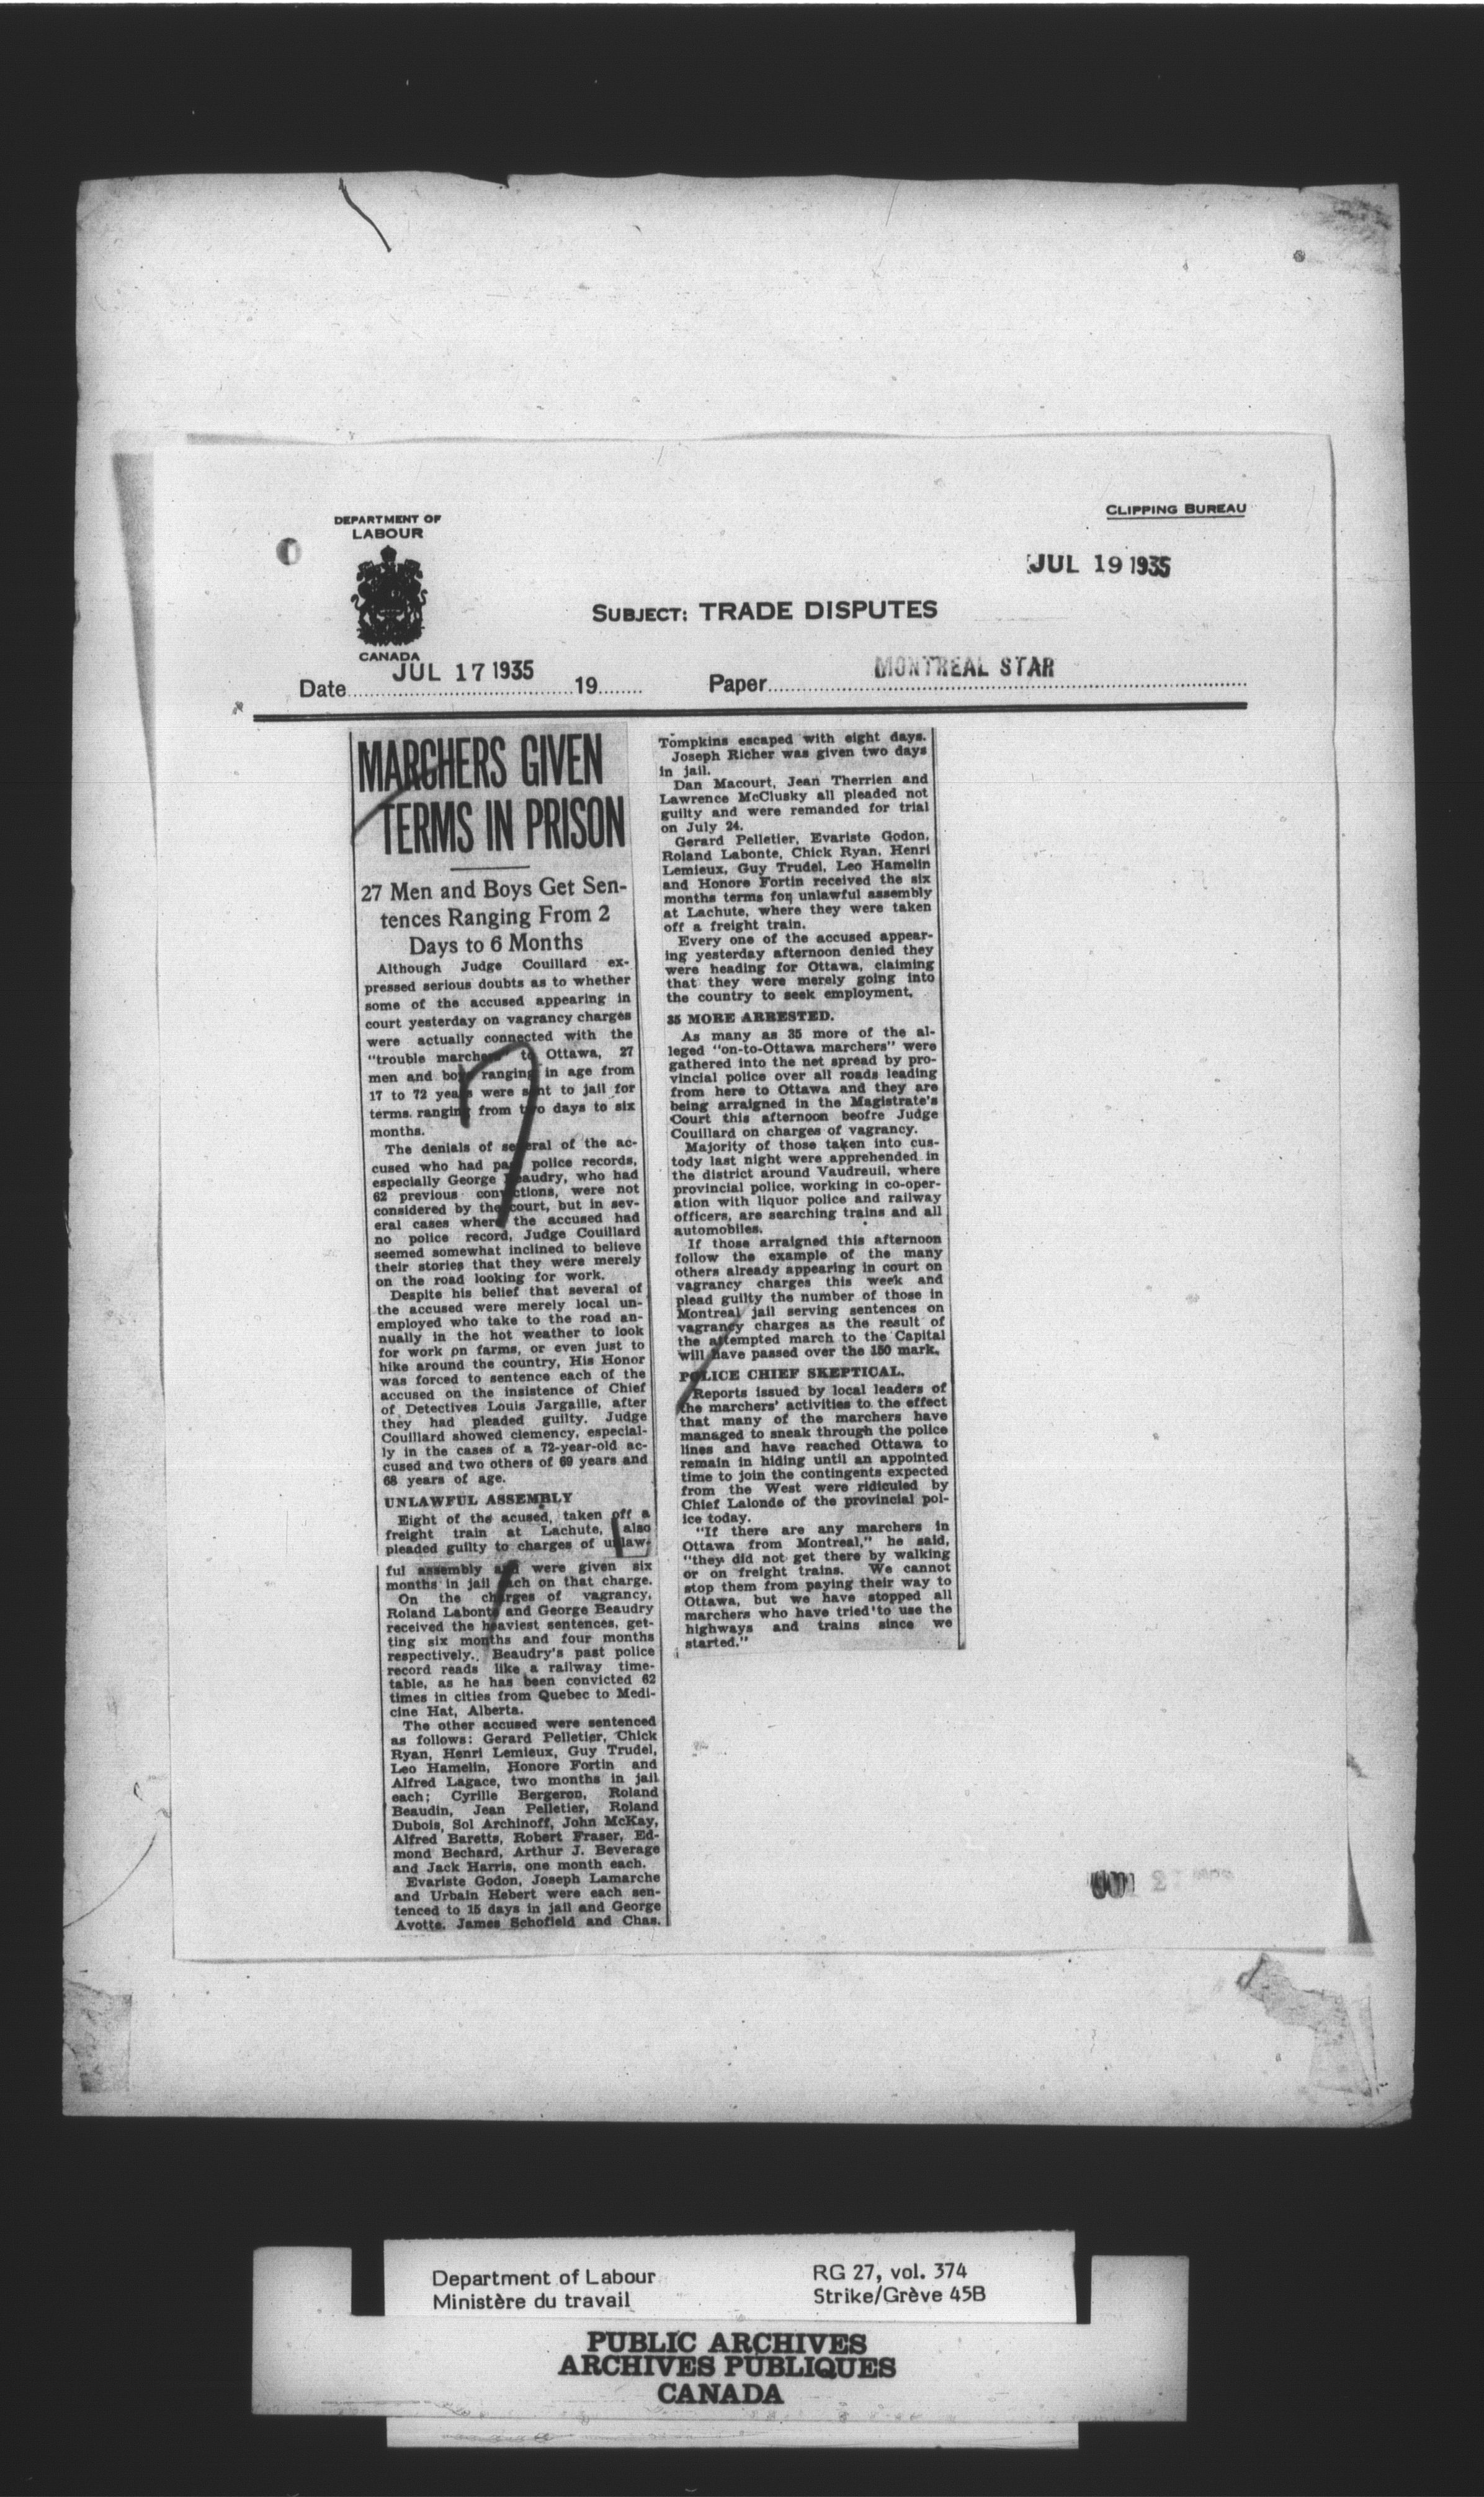 DEPARTMENT OF
LABOUR
CANADA
CLIPPING BUREAU
JUL 19 1935
SUBJECT: TRADE DISPUTES
Date JUL 17 1935 19
Paper MONTREAL STAR
MARCHERS GIVEN
TERMS IN PRISON
27 Men and Boys Get Sen-
tences Ranging From 2
Days to 6 Months
Although Judge Couillard ex-
pressed serious doubts as to whether
some of the accused appearing in
court yesterday on vagrancy charges
were actually connected with the
"trouble marchers" to Ottawa, 27
men and boys ranging in age from
17 to 72 years were sent to jail for
terms ranging from two days to six
months.
The denials of several of the ac-
cused who had past police records,
especially George Beaudry, who had
62 previous convictions, were not
considered by the court, but in sev-
eral cases where the accused had
no police record, Judge Couillard
seemed somewhat inclined to believe
their stories that they were merely
on the road looking for work.
Despite his belief that several of
the accused were merely local un-
employed who take to the road an-
nually in the hot weather to look
for work on farms, or even just to
hike around the country, His Honor
was forced to sentence each of the
accused on the insistence of Chief
of Detectives Louis Jargaille, after
they had pleaded guilty. Judge
Couillard showed clemency, especial-
ly in the cases of a 72-year-old ac-
cused and two others of 69 years and
68 years of age.
UNLAWFUL ASSEMBLY
Eight of the acused, taken off a
freight train at Lachute, also
pleaded guilty to charges of unlaw-
ful assembly and were given six
months in jail each on that charge.
On the charges of vagrancy,
Roland Labonte and George Beaudry
received the heaviest sentences, get-
ting six months and four months
respectively. Beaudry's past police
record reads like a railway time-
table, as he has been convicted 62
times in cities from Quebec to Medi-
cine Hat, Alberta.
The other accused were sentenced
as follows: Gerard Pelletier, Chick
Ryan, Henri Lemieux, Guy Trudel,
Leo Hamelin, Honore Fortin and
Alfred Lagace, two months in jail
each; Cyrille Bergeron, Roland
Beaudin, Jean Pelletier, Roland
Dubois, Sol Archinoff, John McKay,
Alfred Baretts, Robert Fraser, Ed-
mond Bechard, Arthur J. Beverage
and Jack Harris, one month each.
Evariste Godon, Joseph Lamarche
and Urbain Hebert were each sen-
tenced to 15 days in jail and George
Avotte, James Schofield and Chas.
Tompkins escaped with eight days.
Joseph Richer was given two days
in jail.
Dan Macourt, Jean Therrien and
Lawrence McClusky all pleaded not
guilty and were remanded for trial
on July 24.
Gerard Pelletier, Evariste Godon,
Roland Labonte, Chick Ryan, Henri
Lemieux, Guy Trudel, Leo Hamelin
and Honore Fortin received the six
months terms for unlawful assembly
at Lachute, where they were taken
off a freight train.
Every one of the accused appear-
ing yesterday afternoon denied they
were heading for Ottawa, claiming
that they were merely going into
the country to seek employment.
35 MORE ARRESTED.
As many as 35 more of the al-
leged "on-to-Ottawa marchers" were
gathered into the net spread by pro-
vincial police over all roads leading
from here to Ottawa and they are
being arraigned in the Magistrate's
Court this afternoon beofre Judge
Couillard on charges of vagrancy.
Majority of those taken into cus-
tody last night were apprehended in
the district around Vaudreuil, where
provincial police, working in co-oper-
ation with liquor police and railway
officers, are searching trains and all
automobiles.
If those arraigned this afternoon
follow the example of the many
others already appearing in court on
vagrancy charges this week and
plead guilty the number of those in
Montreal jail serving sentences on
vagrancy charges as the result of
the attempted march to the Capital
will have passed over the 150 mark.
POLICE CHIEF SKEPTICAL.
Reports issued by local leaders of
the marchers' activities to the effect
that many of the marchers have
managed to sneak through the police
lines and have reached Ottawa to
remain in hiding until an appointed
time to join the contingents expected
from the West were ridiculed by
Chief Lalonde of the provincial pol-
ice today.
"If there are any marchers in
Ottawa from Montreal," he said,
"they did not get there by walking
or on freight trains. We cannot
stop them from paying their way to
Ottawa, but we have stopped all
marchers who have tried to use the
highways and trains since we
started."
Department of Labour
Ministère du travail
RG 27, vol. 374
Strike/Grève 45B
PUBLIC ARCHIVES
ARCHIVES PUBLIQUES
CANADA